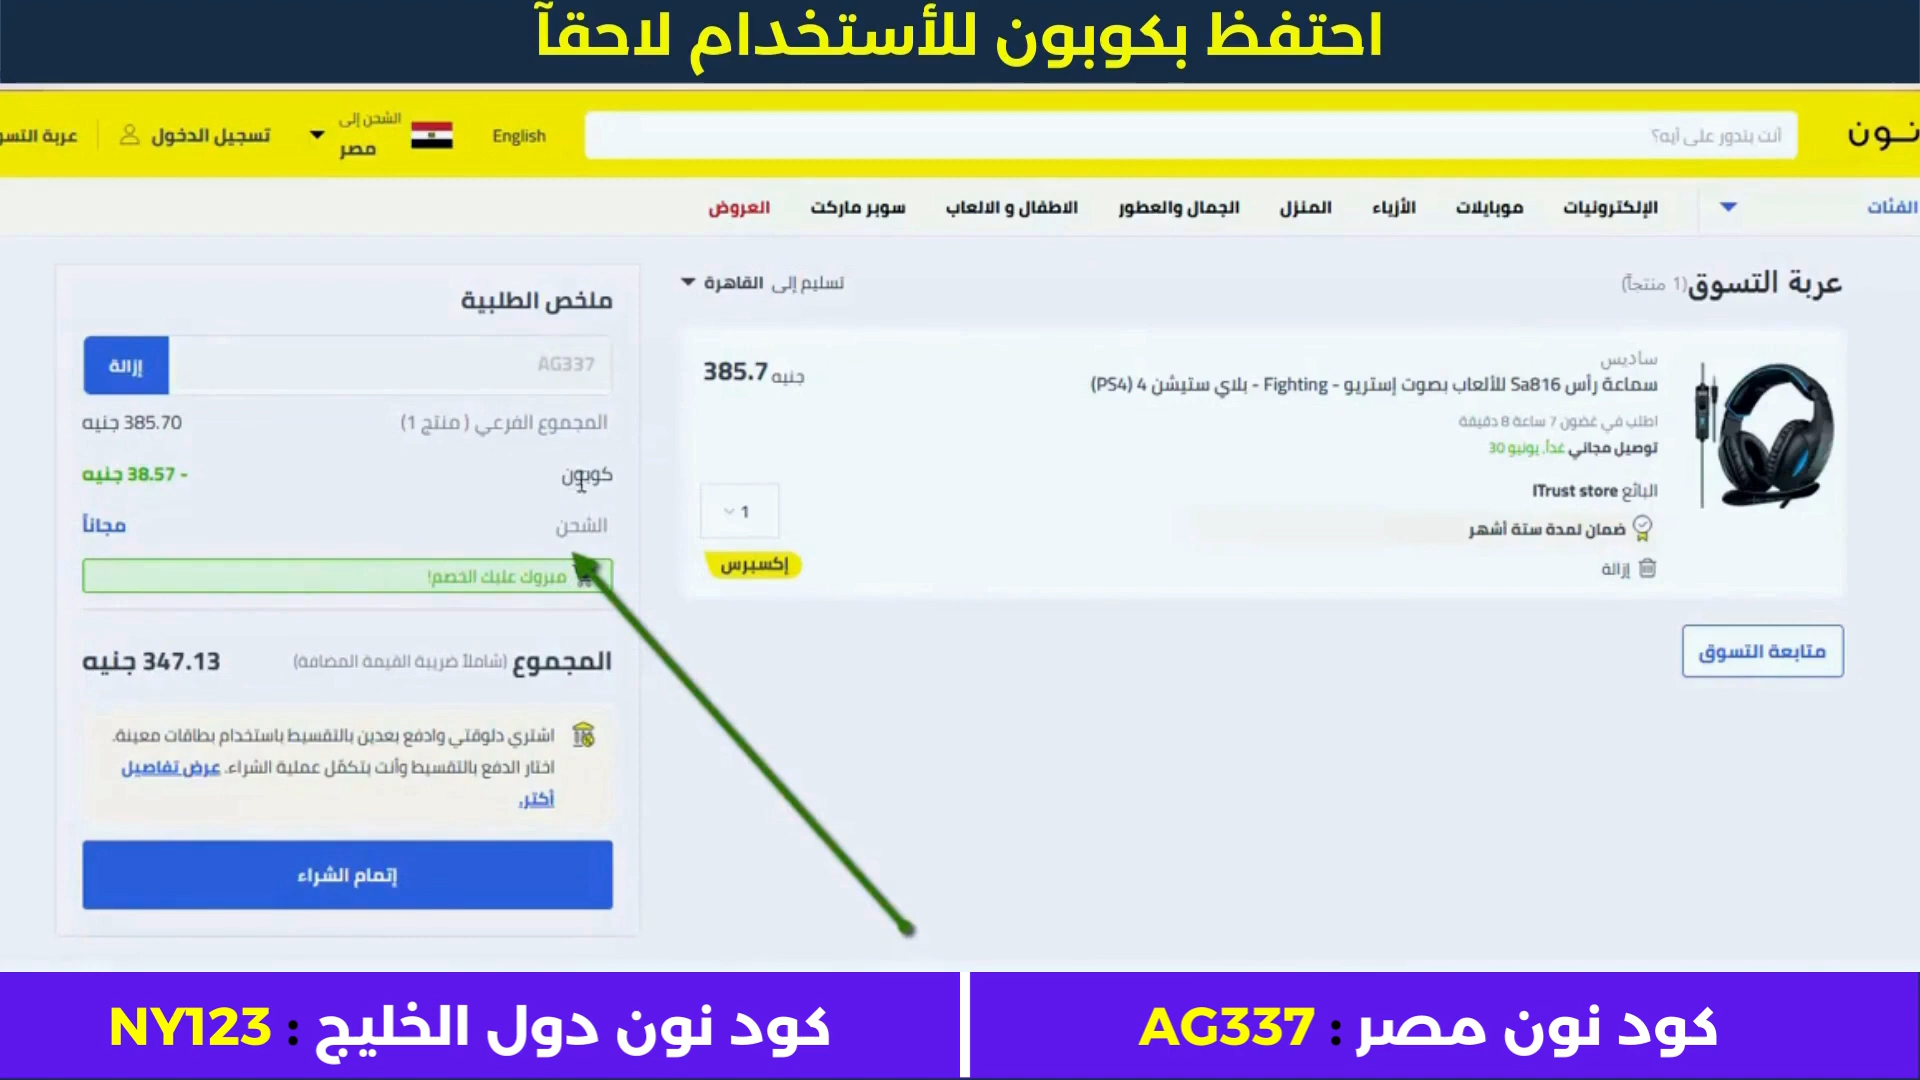 احتفظ بكوبون للأستخدام لاحقاً
نون
أنت بتدور على أيه؟
English
الشحن إلى
مصر
تسجيل الدخول
عربة التسو
الفئات
الإلكترونيات
موبايلات
الأزياء
المنزل
الجمال والعطور
الاطفال و الالعاب
سوبر ماركت
العروض
عربة التسوق (1 منتجاً)
تسليم إلى القاهرة
ساديس
سماعة رأس Sa816 للألعاب بصوت إستريو - Fighting - بلاي ستيشن 4 (PS4)
جنيه 385.7
اطلب في غضون 7 ساعة 8 دقيقة
توصيل مجاني غداً، يونيو 30
البائع ITrust store
ضمان لمدة ستة أشهر
إزالة
1
إكسبرس
متابعة التسوق
ملخص الطلبية
AG337
إزالة
المجموع الفرعي ( منتج 1) 385.70 جنيه
كوبون - 38.57 جنيه
الشحن مجاناً
مبروك عليك الخصم!
المجموع (شاملاً ضريبة القيمة المضافة) 347.13 جنيه
اشتري دلوقتي وادفع بعدين بالتقسيط باستخدام بطاقات معينة.
اختار الدفع بالتقسيط وأنت بتكمّل عملية الشراء. عرض تفاصيل
أكتر.
إتمام الشراء
كود نون مصر : AG337
كود نون دول الخليج : NY123